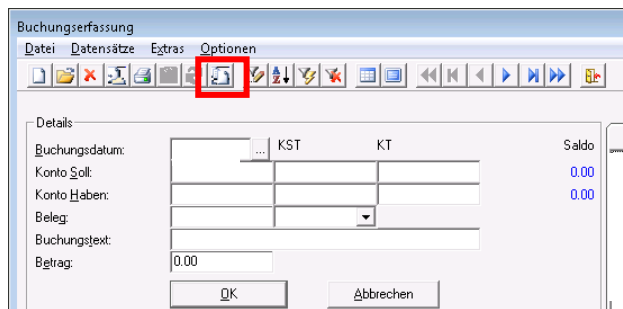 Buchungserfassung
Datei Datensätze Extras Optionen
Details
Buchungsdatum: ... KST KT Saldo
Konto Soll: 0.00
Konto Haben: 0.00
Beleg:
Buchungstext:
Betrag: 0.00
OK Abbrechen